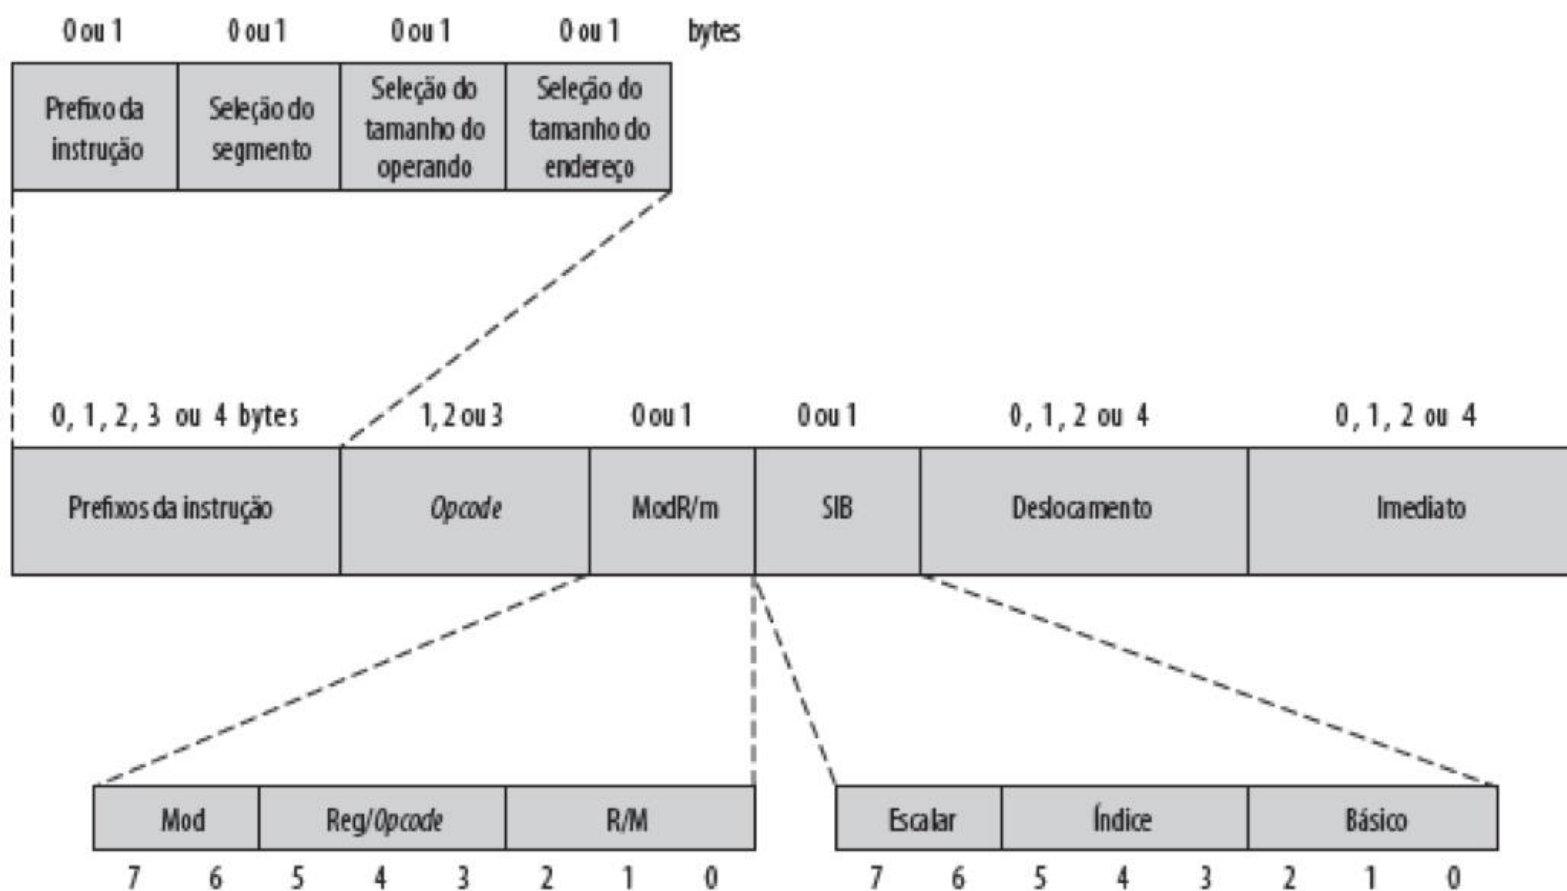 0 ou 1 0 ou 1 0 ou 1 0 ou 1 bytes
Prefixo da
instrução
Seleção do
segmento
Seleção do
tamanho do
operando
Seleção do
tamanho do
endereço
0, 1, 2, 3 ou 4 bytes 1, 2 ou 3 0 ou 1 0 ou 1 0, 1, 2 ou 4 0, 1, 2 ou 4
Prefixos da instrução Opcode ModR/m SIB Deslocamento Imediato
Mod Reg/Opcode R/M Escalar Índice Básico
7 6 5 4 3 2 1 0 7 6 5 4 3 2 1 0